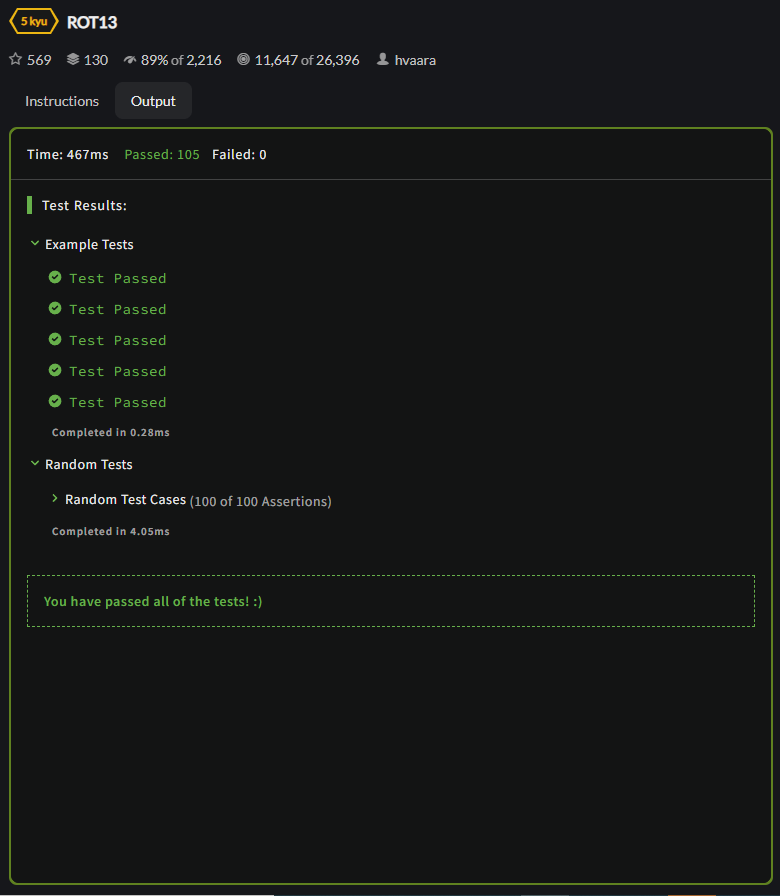 5 kyu ROT13
569 130 89% of 2,216 11,647 of 26,396 hvaara
Instructions Output
Time: 467ms Passed: 105 Failed: 0
Test Results:
Example Tests
Test Passed
Test Passed
Test Passed
Test Passed
Test Passed
Completed in 0.28ms
Random Tests
Random Test Cases (100 of 100 Assertions)
Completed in 4.05ms
You have passed all of the tests! :)